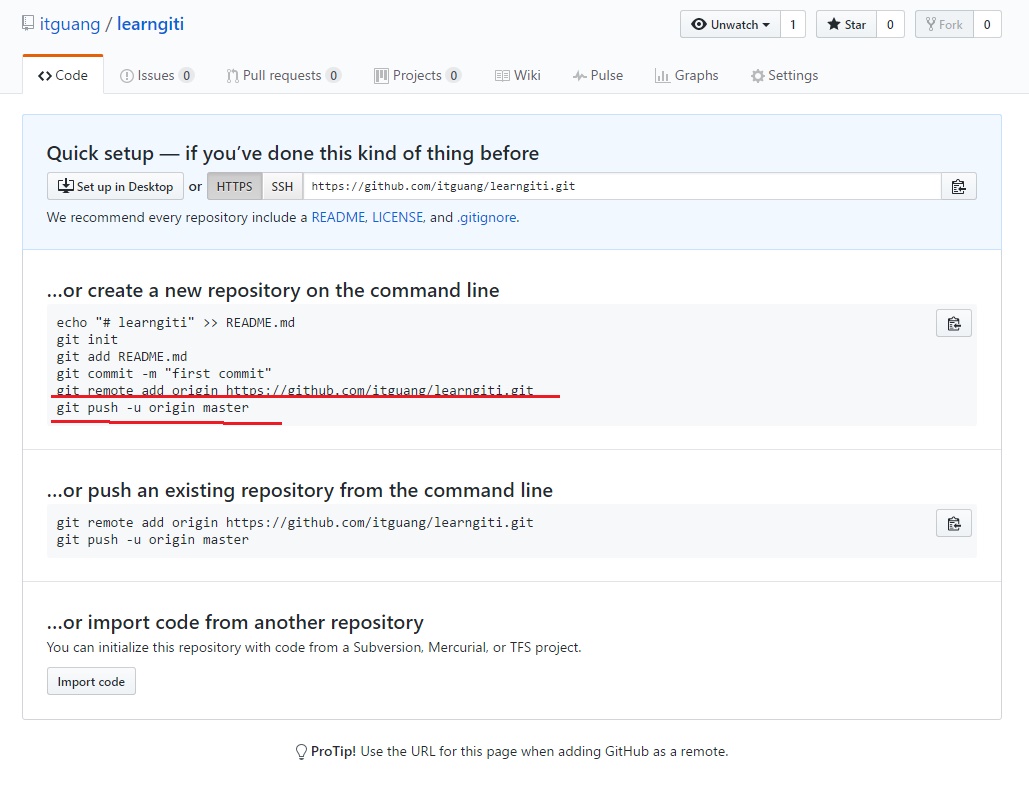 itguang / learngiti
Unwatch 1 Star 0 Fork 0
Code Issues 0 Pull requests 0 Projects 0 Wiki Pulse Graphs Settings
Quick setup — if you’ve done this kind of thing before
Set up in Desktop or HTTPS SSH https://github.com/itguang/learngiti.git
We recommend every repository include a README, LICENSE, and .gitignore.
…or create a new repository on the command line
echo "# learngiti" >> README.md
git init
git add README.md
git commit -m "first commit"
git remote add origin https://github.com/itguang/learngiti.git
git push -u origin master
…or push an existing repository from the command line
git remote add origin https://github.com/itguang/learngiti.git
git push -u origin master
…or import code from another repository
You can initialize this repository with code from a Subversion, Mercurial, or TFS project.
Import code
ProTip! Use the URL for this page when adding GitHub as a remote.